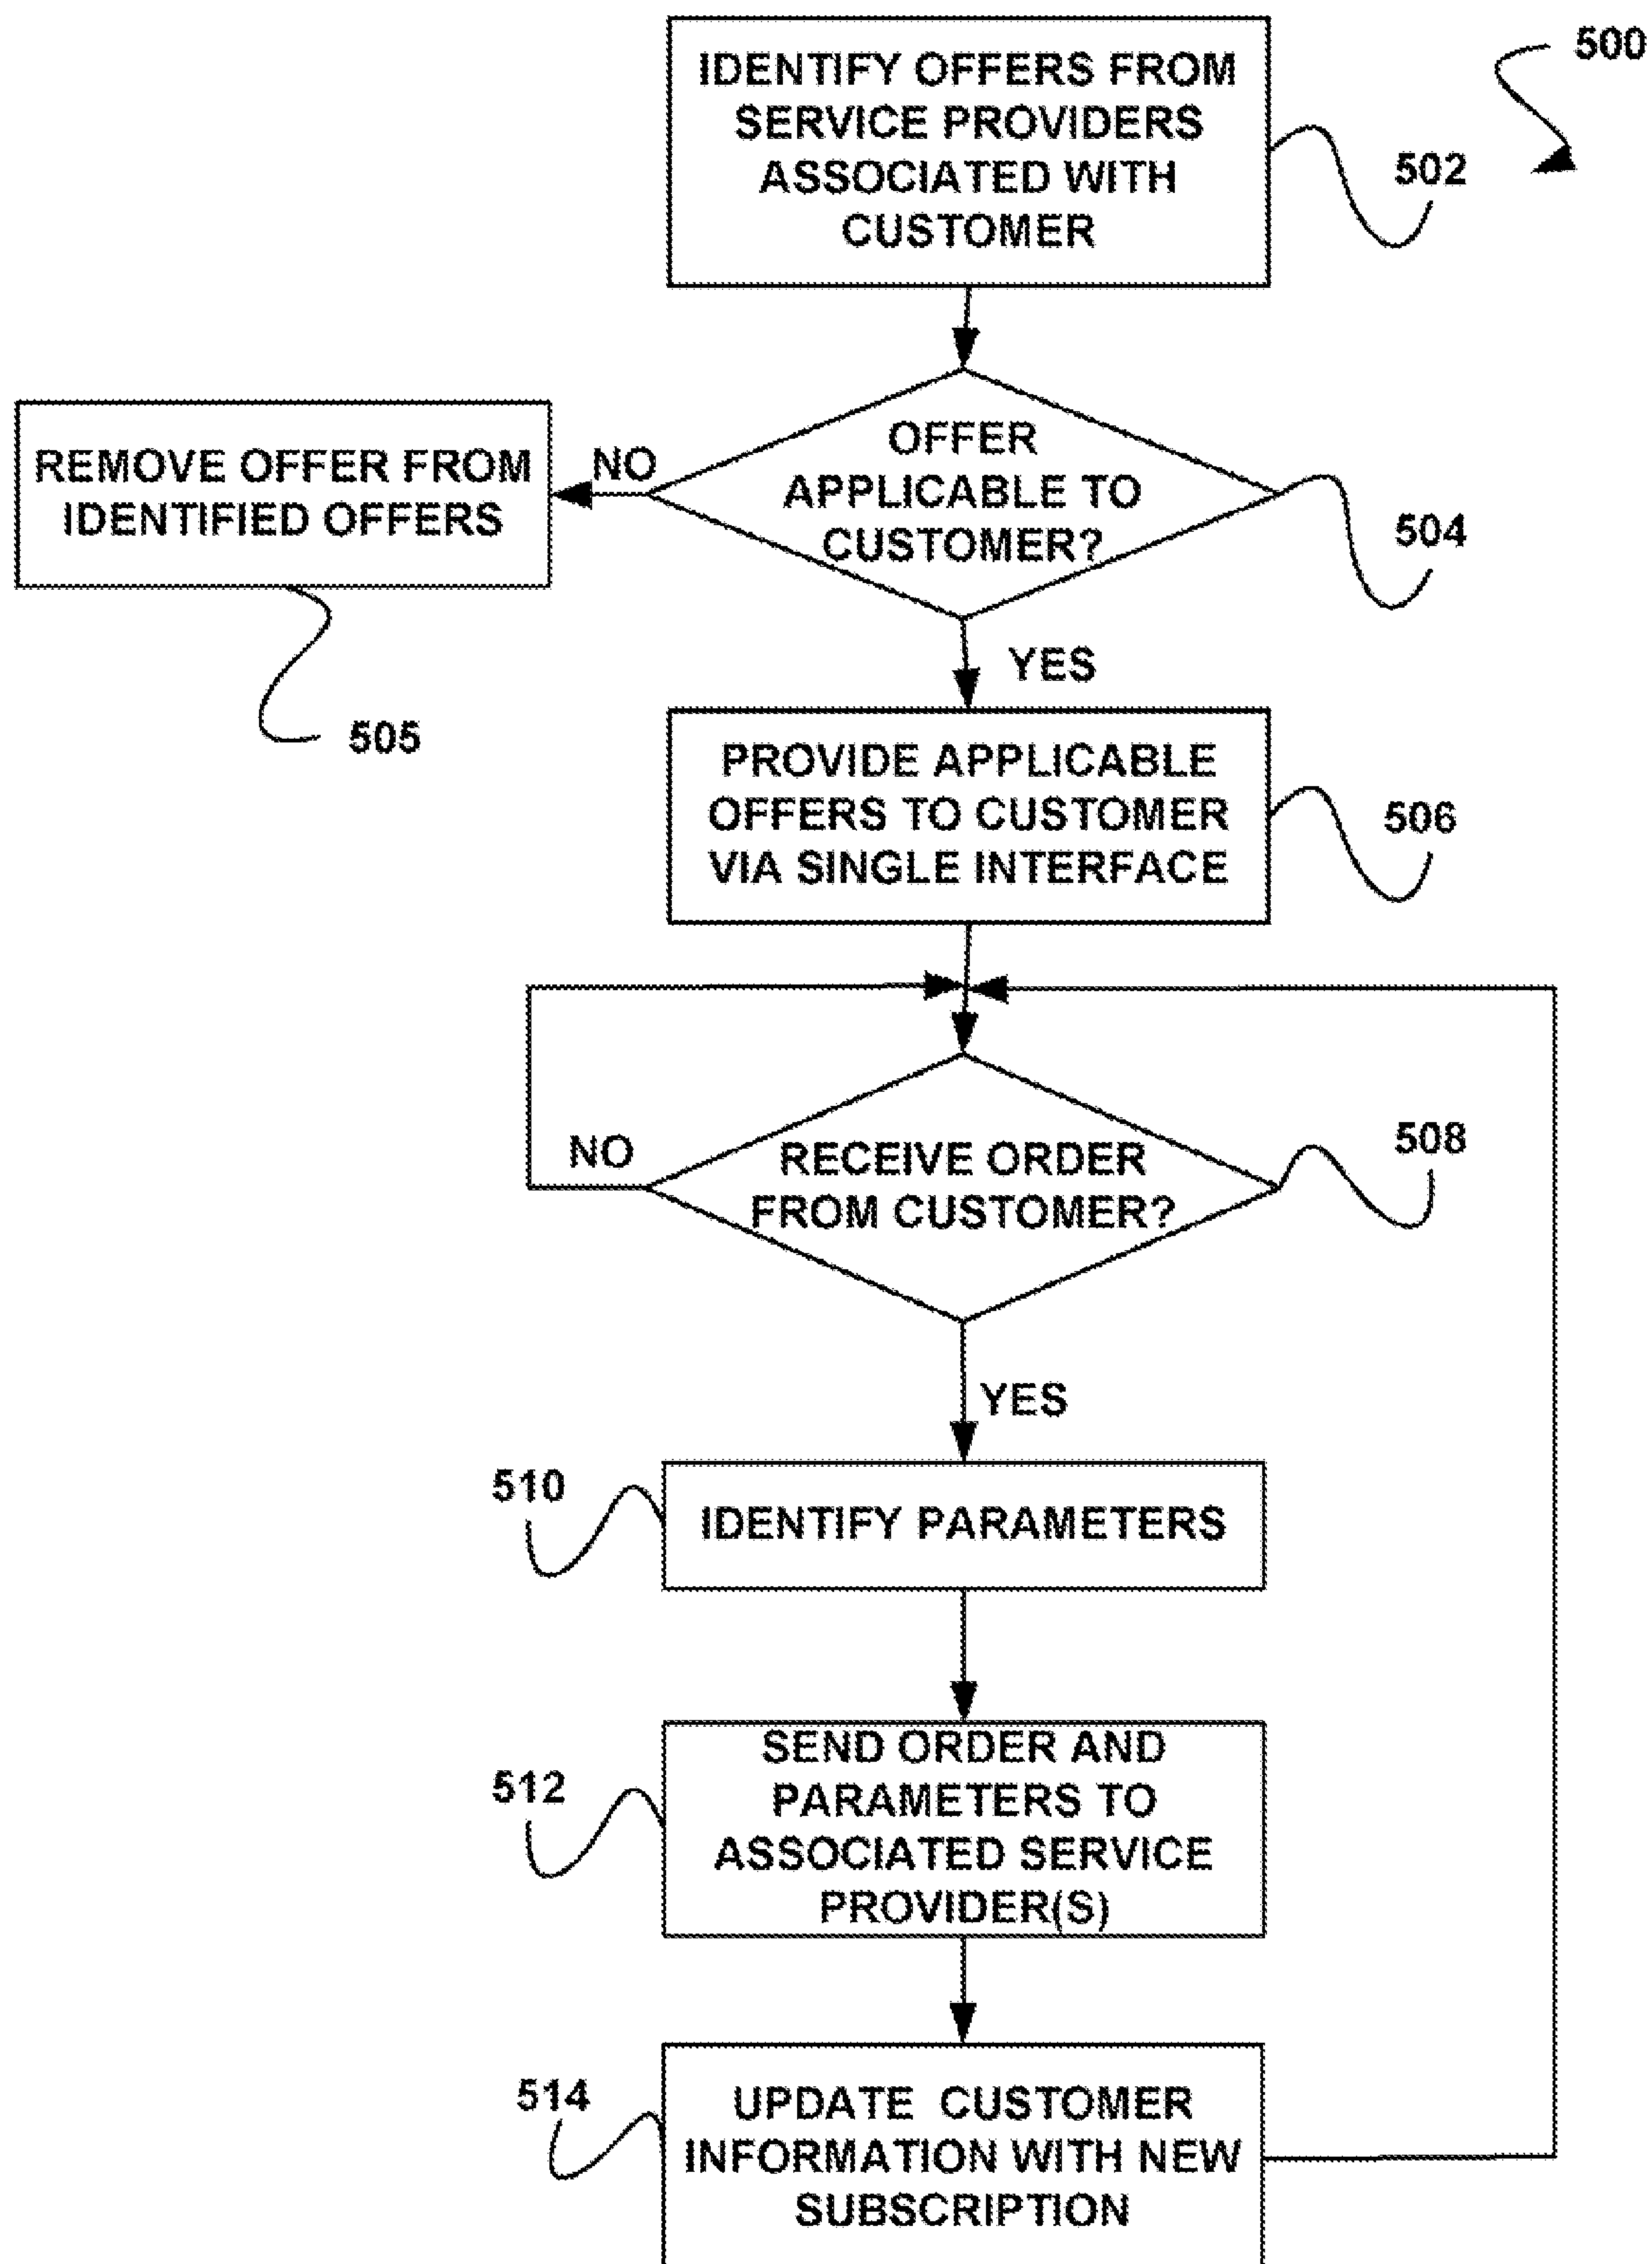 500
IDENTIFY OFFERS FROM
SERVICE PROVIDERS
ASSOCIATED WITH
CUSTOMER
502
OFFER
APPLICABLE TO
CUSTOMER?
504
NO
REMOVE OFFER FROM
IDENTIFIED OFFERS
505
YES
PROVIDE APPLICABLE
OFFERS TO CUSTOMER
VIA SINGLE INTERFACE
506
RECEIVE ORDER
FROM CUSTOMER?
508
NO
YES
510
IDENTIFY PARAMETERS
512
SEND ORDER AND
PARAMETERS TO
ASSOCIATED SERVICE
PROVIDER(S)
514
UPDATE CUSTOMER
INFORMATION WITH NEW
SUBSCRIPTION